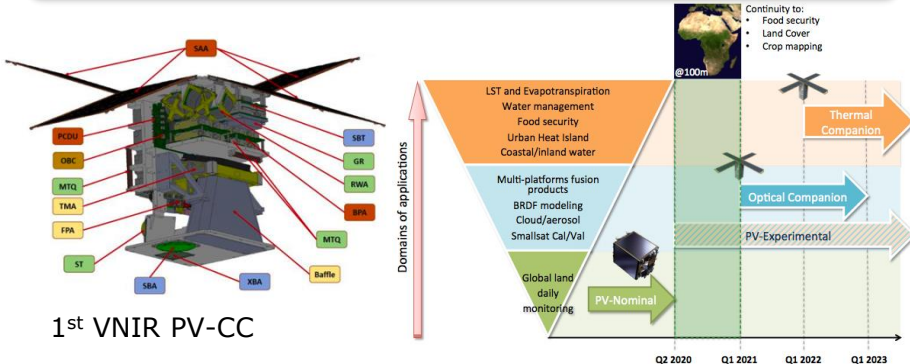 SAA
PCDU
OBC
MTQ
TMA
FPA
ST
SBA
XBA
Baffle
MTQ
BPA
RWA
GR
SBT
1st VNIR PV-CC
Domains of applications
LST and Evapotranspiration
Water management
Food security
Urban Heat Island
Coastal/inland water
Multi-platforms fusion
products
BRDF modeling
Cloud/aerosol
Smallsat Cal/Val
Global land
daily
monitoring
@100m
Continuity to
• Food security
• Land Cover
• Crop mapping
Thermal
Companion
Optical Companion
PV-Experimental
PV-Nominal
Q2 2020
Q1 2021
Q1 2022
Q1 2023